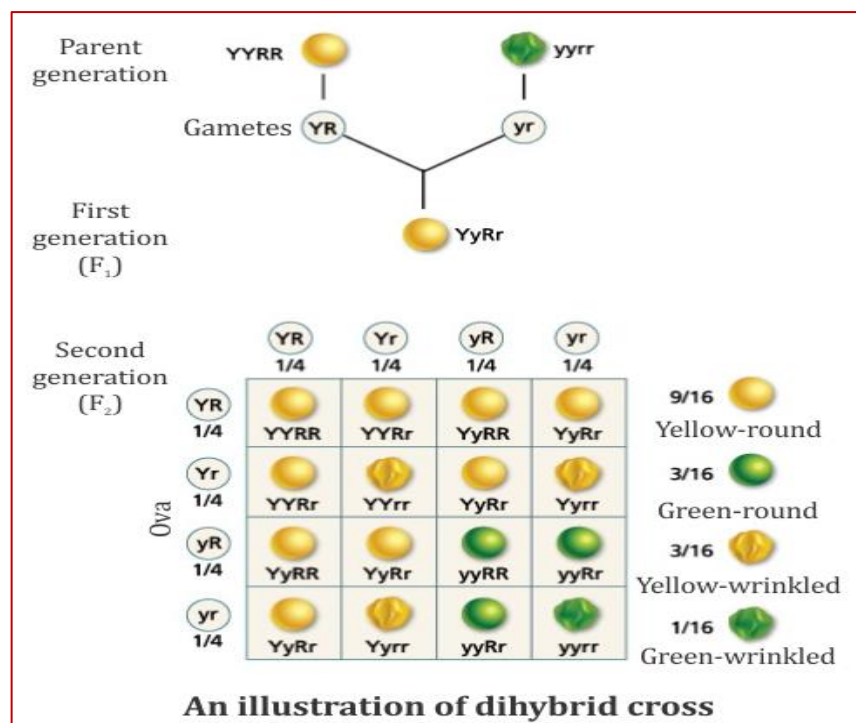 Parent
generation
YYRR
yyrr
Gametes
YR
yr
First
generation
(F₁)
YyRr
Second
generation
(F₂)
YR Yr yR yr
1/4 1/4 1/4 1/4
Ova
YR
1/4
YYRR YYRr YyRR YyRr
Yr
1/4
YYRr YYrr YyRr Yyrr
yR
1/4
YyRR YyRr yyRR yyRr
yr
1/4
YyRr Yyrr yyRr yyrr
9/16
Yellow-round
3/16
Green-round
3/16
Yellow-wrinkled
1/16
Green-wrinkled
An illustration of dihybrid cross